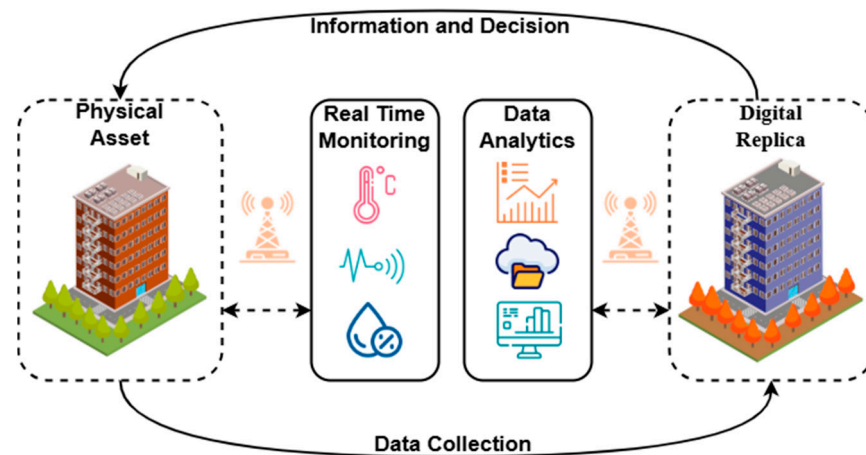 Information and Decision
Physical
Asset
Real Time
Monitoring
°C
%
Data
Analytics
Digital
Replica
Data Collection